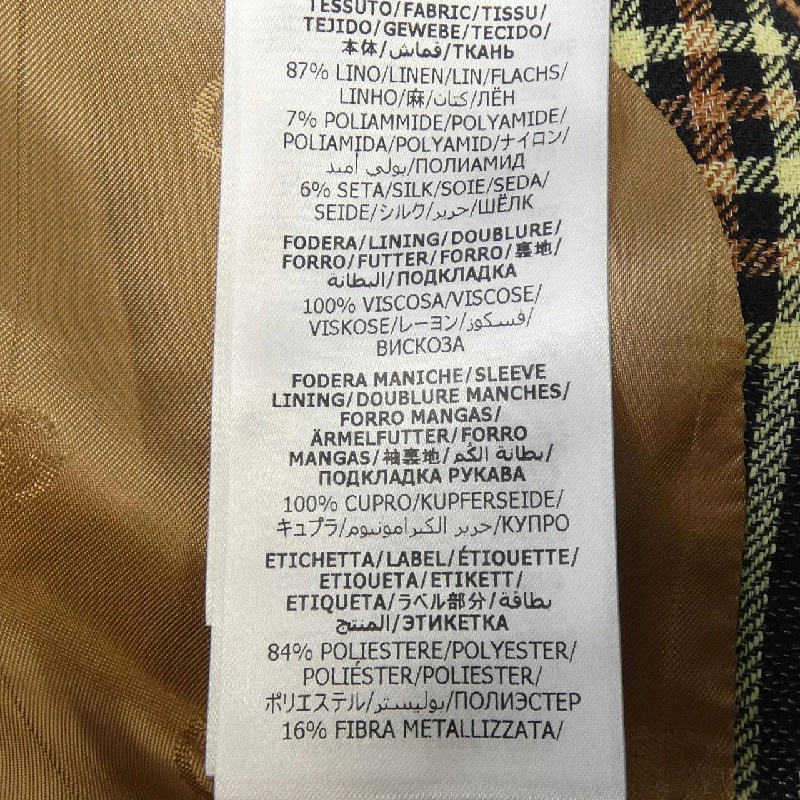 TESSUTO/FABRIC/TISSU/
TEJIDO/GEWEBE/TECIDO/
本体/قماش/ТКАНЬ
87% LINO/LINEN/LIN/FLACHS/
LINHO/麻/كتان/ЛЁН
7% POLIAMMIDE/POLYAMIDE/
POLIAMIDA/POLYAMID/ナイロン/
بولي أميد/ПОЛИАМИД
6% SETA/SILK/SOIE/SEDA/
SEIDE/シルク/حرير/ШЁЛК
FODERA/LINING/DOUBLURE/
FORRO/FUTTER/FORRO/裏地/
البطانة/ПОДКЛАДКА
100% VISCOSA/VISCOSE/
VISKOSE/レーヨン/فسكوز/
ВИСКОЗА
FODERA MANICHE/SLEEVE
LINING/DOUBLURE MANCHES/
FORRO MANGAS/
ÄRMELFUTTER/FORRO
MANGAS/袖裏地/بطانة الكُم/
ПОДКЛАДКА РУКАВА
100% CUPRO/KUPFERSEIDE/
キュプラ/حرير الكبرامونيوم/КУПРО
ETICHETTA/LABEL/ÉTIQUETTE/
ETIQUETA/ETIKETT/
ETIQUETA/ラベル部分/بطاقة
المنتج/ЭТИКЕТКА
84% POLIESTERE/POLYESTER/
POLIÉSTER/POLIESTER/
ポリエステル/بوليستر/ПОЛИЭСТЕР
16% FIBRA METALLIZZATA/